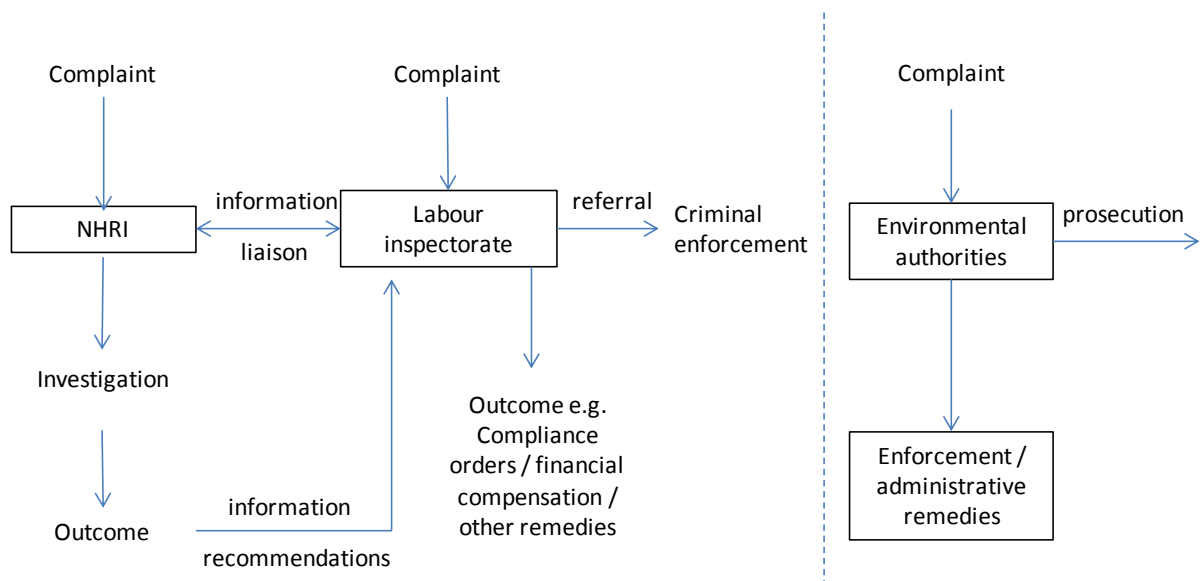 Complaint
Complaint
Complaint
information
liaison
NHRI
Labour
inspectorate
referral
Criminal
enforcement
Environmental
authorities
prosecution
Investigation
Outcome e.g.
Compliance
orders / financial
compensation /
other remedies
Enforcement /
administrative
remedies
Outcome
information
recommendations